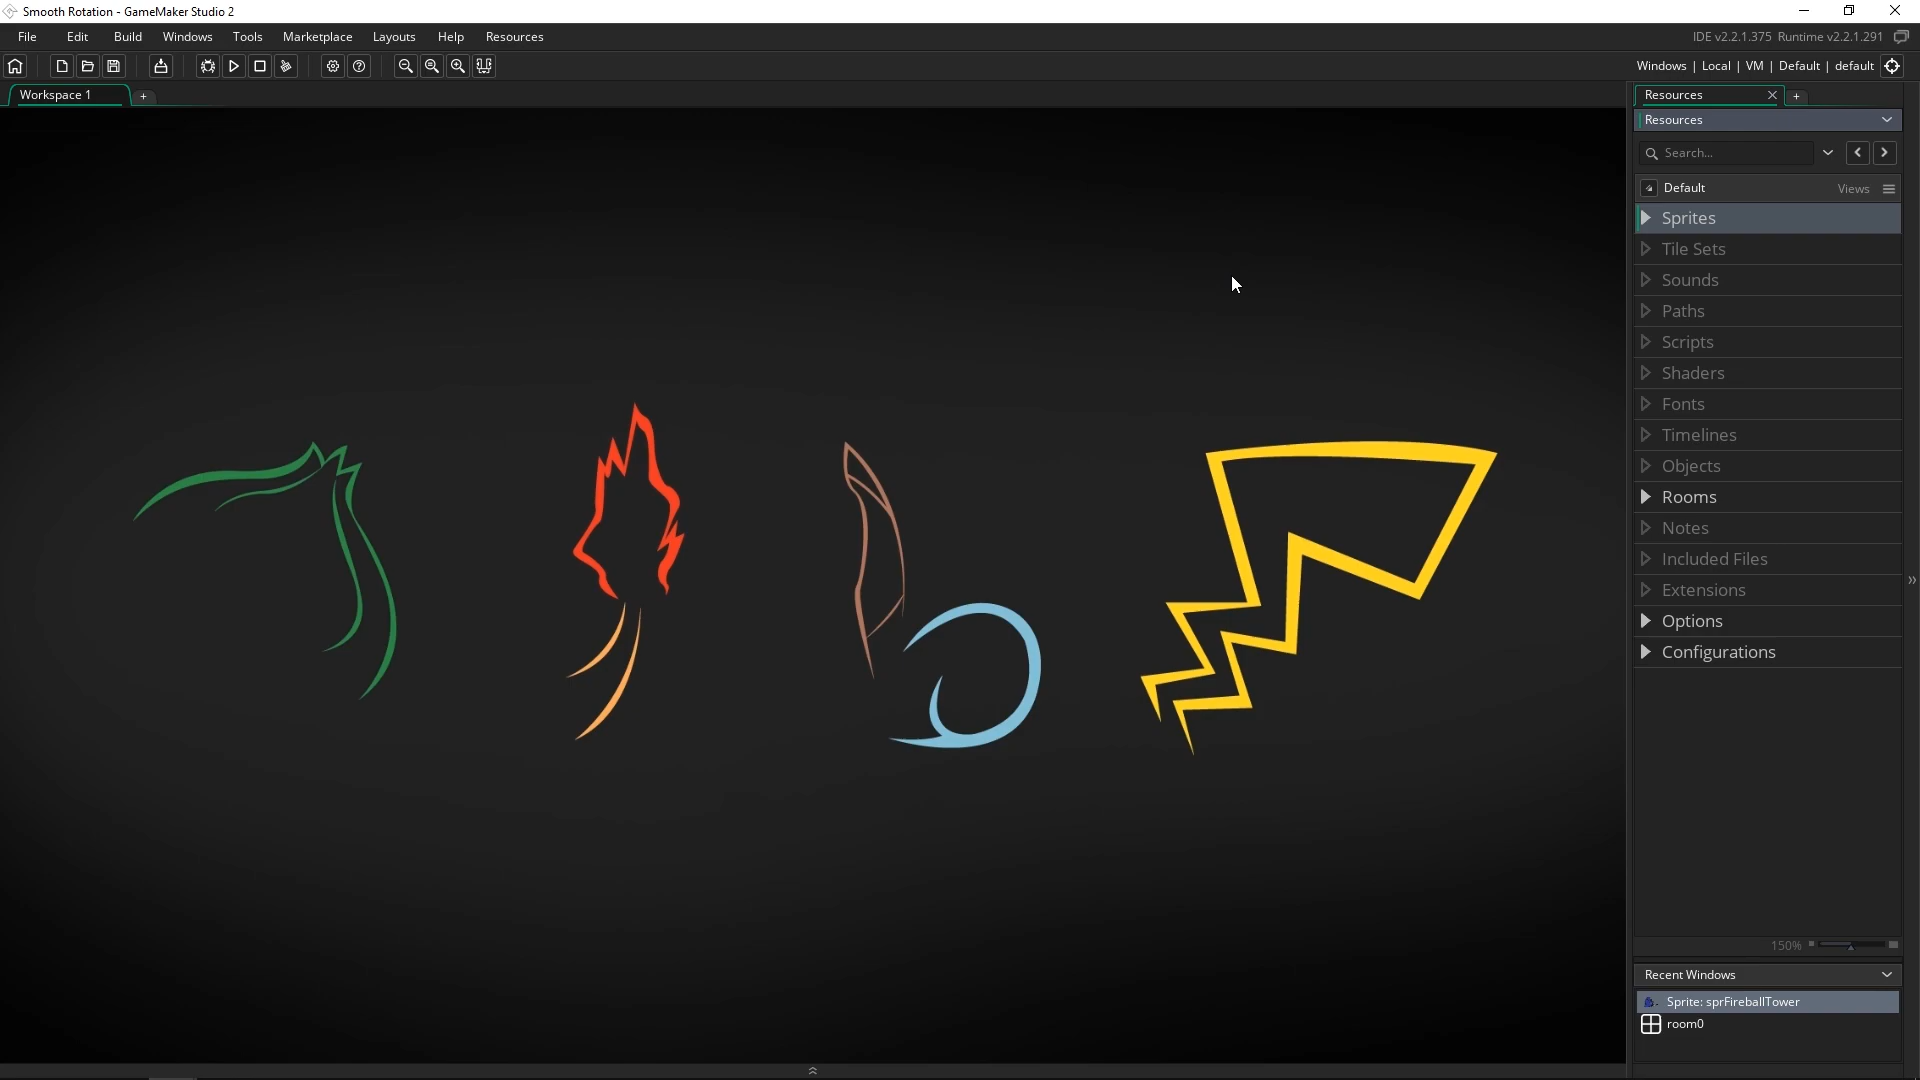 Smooth Rotation - GameMaker Studio 2
File Edit Build Windows Tools Marketplace Layouts Help Resources
IDE v2.2.1.375 Runtime v2.2.1.291
Windows | Local | VM | Default | default
Workspace 1 +
Resources +
Resources
Search...
Default Views
Sprites
Tile Sets
Sounds
Paths
Scripts
Shaders
Fonts
Timelines
Objects
Rooms
Notes
Included Files
Extensions
Options
Configurations
150%
Recent Windows
Sprite: sprFireballTower
room0